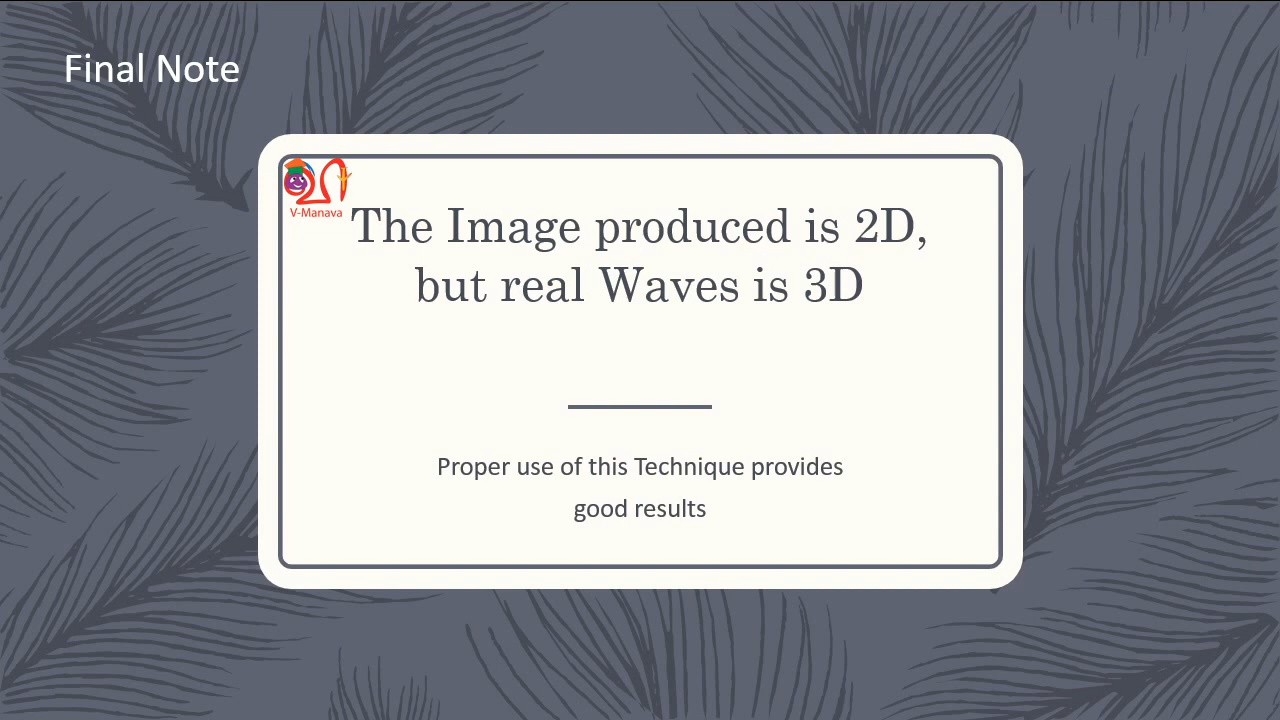 Final Note
V-Manava
The Image produced is 2D,
but real Waves is 3D
Proper use of this Technique provides
good results